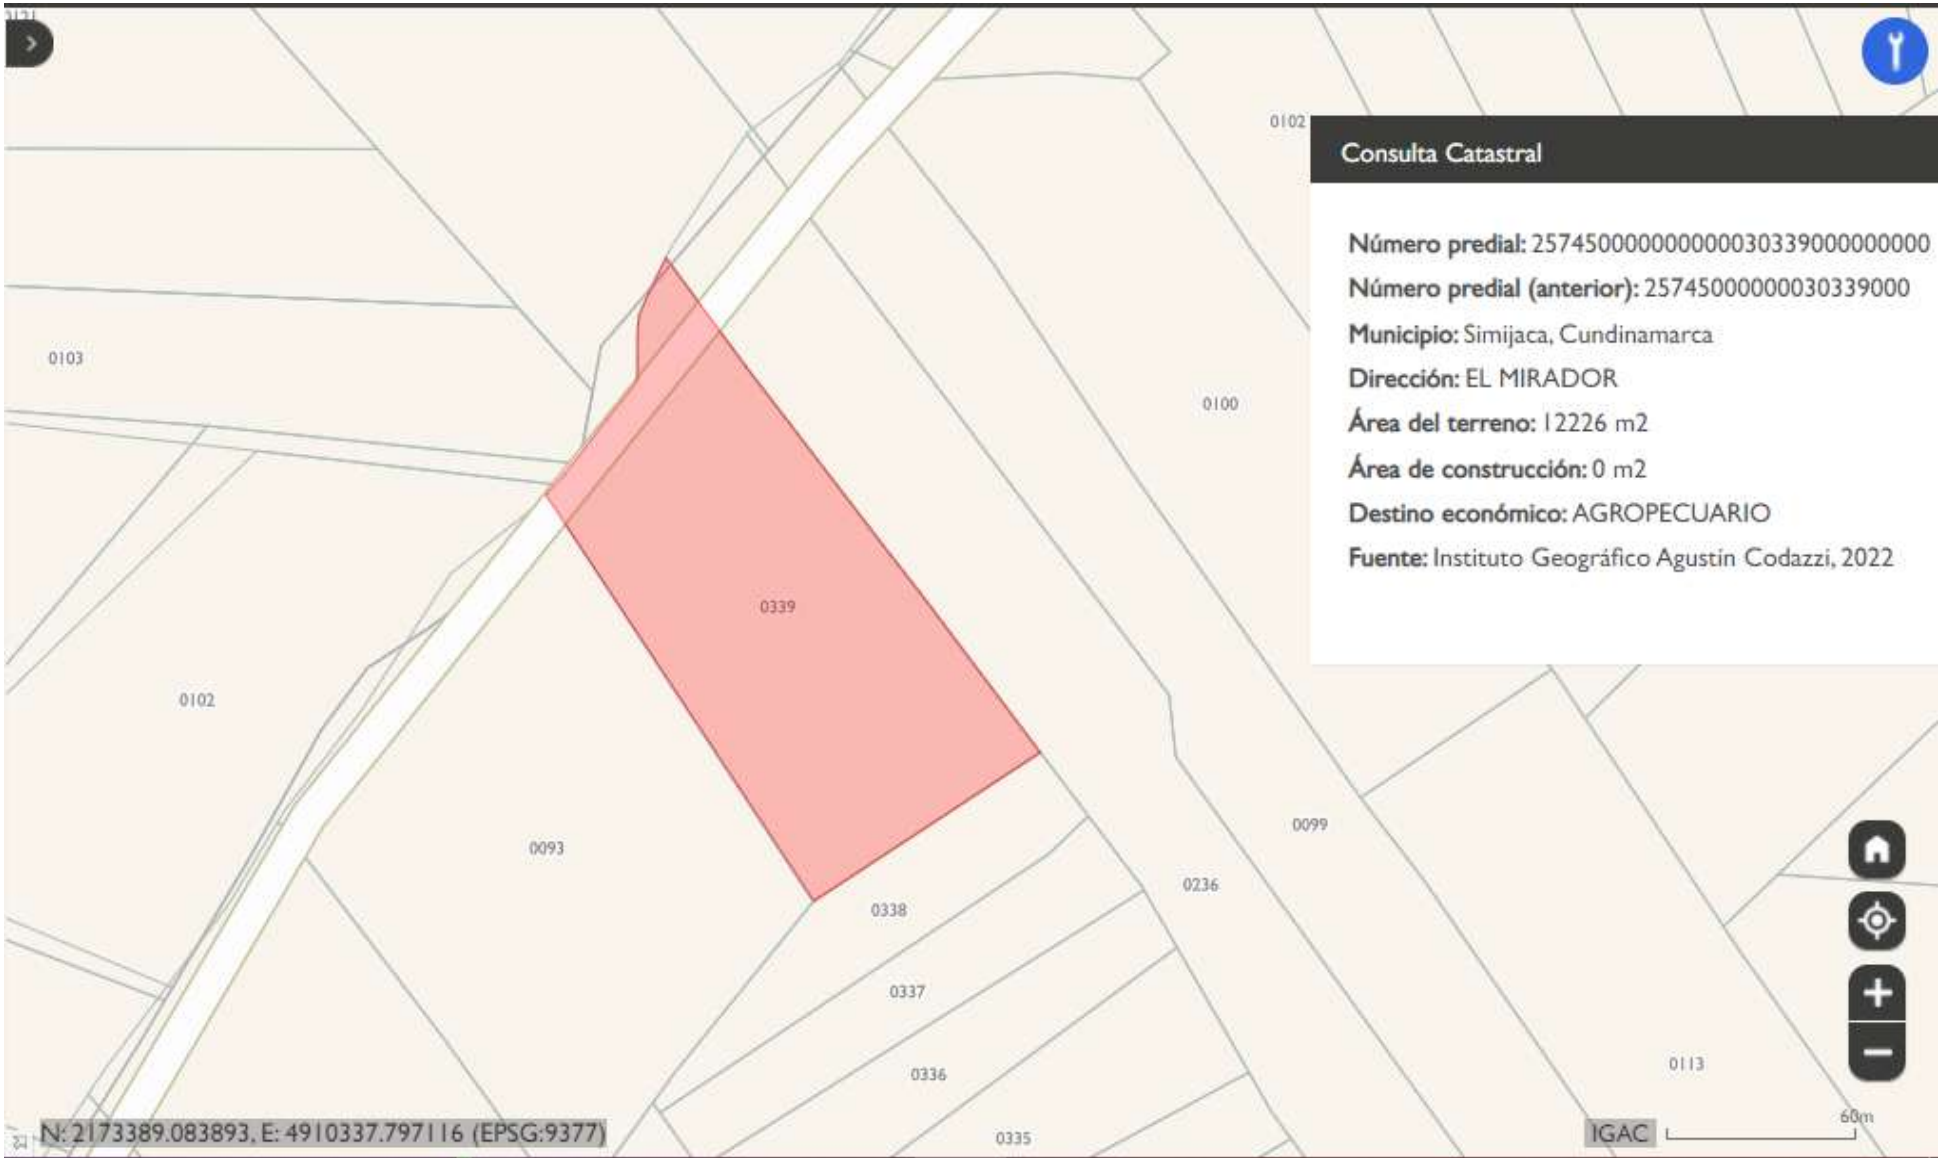 0102
Consulta Catastral
Número predial: 257450000000000030339000000000
Número predial (anterior): 25745000000030339000
Municipio: Simijaca, Cundinamarca
Dirección: EL MIRADOR
Área del terreno: 12226 m2
Área de construcción: 0 m2
Destino económico: AGROPECUARIO
Fuente: Instituto Geográfico Agustín Codazzi, 2022
0103
0100
0339
0102
0099
0093
0236
0338
0337
0336
0113
0335
60m
N: 2173389.083893, E: 4910337.797116 (EPSG:9377)
IGAC